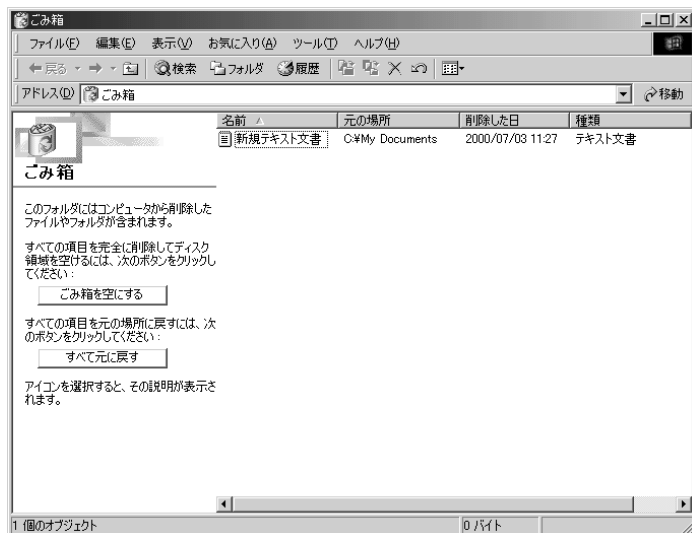 ごみ箱
ファイル(F) 編集(E) 表示(V) お気に入り(A) ツール(T) ヘルプ(H)
戻る 検索 フォルダ 履歴
アドレス(D) ごみ箱 移動
名前 元の場所 削除した日 種類
新規テキスト文書 C:¥My Documents 2000/07/03 11:27 テキスト文書
ごみ箱
このフォルダにはコンピュータから削除した
ファイルやフォルダが含まれます。
すべての項目を完全に削除してディスク
領域を空けるには、次のボタンをクリックし
てください:
ごみ箱を空にする
すべての項目を元の場所に戻すには、次
のボタンをクリックしてください:
すべて元に戻す
アイコンを選択すると、その説明が表示さ
れます。
1 個のオブジェクト 0 バイト